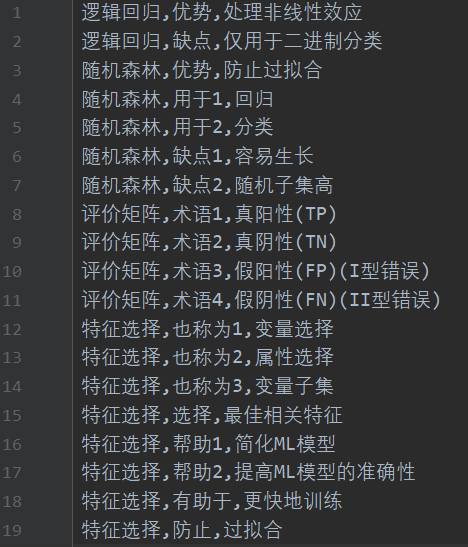 1 逻辑回归,优势,处理非线性效应
2 逻辑回归,缺点,仅用于二进制分类
3 随机森林,优势,防止过拟合
4 随机森林,用于1,回归
5 随机森林,用于2,分类
6 随机森林,缺点1,容易生长
7 随机森林,缺点2,随机子集高
8 评价矩阵,术语1,真阳性(TP)
9 评价矩阵,术语2,真阴性(TN)
10 评价矩阵,术语3,假阳性(FP)(I型错误)
11 评价矩阵,术语4,假阴性(FN)(II型错误)
12 特征选择,也称为1,变量选择
13 特征选择,也称为2,属性选择
14 特征选择,也称为3,变量子集
15 特征选择,选择,最佳相关特征
16 特征选择,帮助1,简化ML模型
17 特征选择,帮助2,提高ML模型的准确性
18 特征选择,有助于,更快地训练
19 特征选择,防止,过拟合